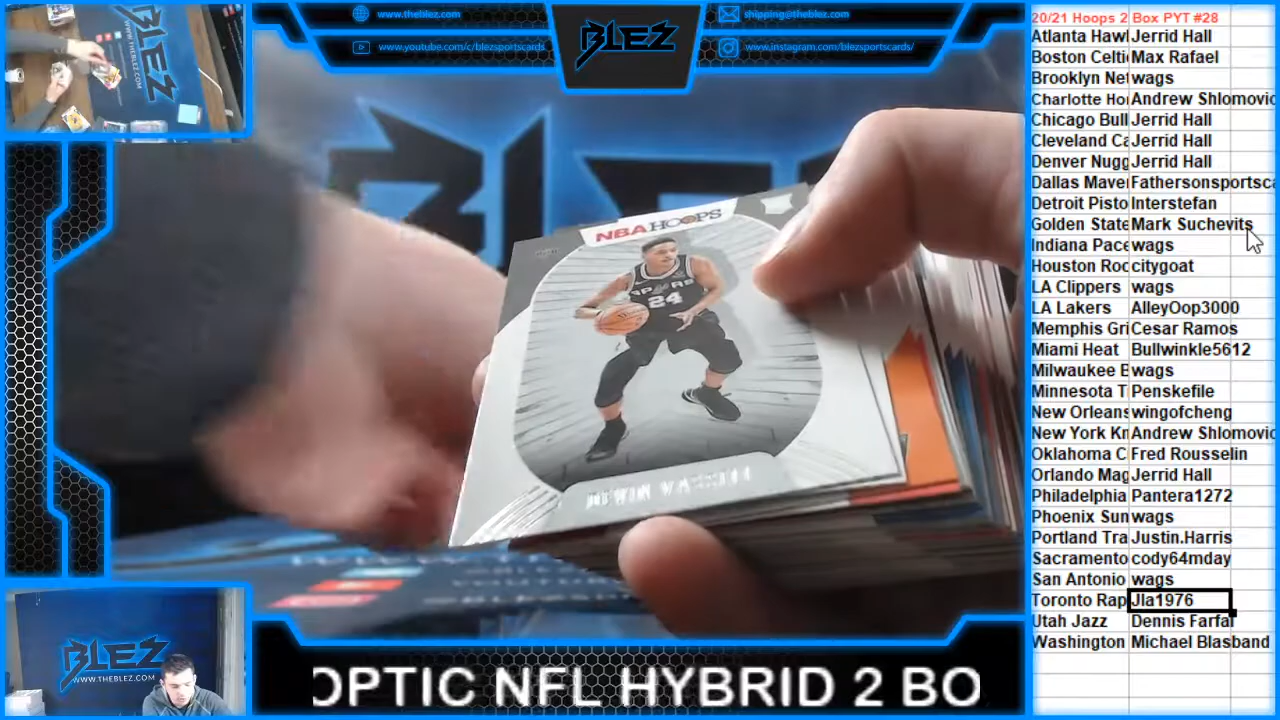 www.theblez.com
www.youtube.com/c/blezsportscards
BLEZ
shipping@theblez.com
www.instagram.com/blezsportscards/
20/21 Hoops 2 Box PYT #28
Atlanta Hawl Jerrid Hall
Boston Celti Max Rafael
Brooklyn Net wags
Charlotte Ho Andrew Shlomovic
Chicago Bull Jerrid Hall
Cleveland Ca Jerrid Hall
Denver Nugg Jerrid Hall
Dallas Maver Fathersonsportsca
Detroit Pisto Interstefan
Golden State Mark Suchevits
Indiana Pace wags
Houston Roc citygoat
LA Clippers wags
LA Lakers AlleyOop3000
Memphis Gri Cesar Ramos
Miami Heat Bullwinkle5612
Milwaukee B wags
Minnesota T Penskefile
New Orleans wingofcheng
New York Kn Andrew Shlomovic
Oklahoma C Fred Rousselin
Orlando Mag Jerrid Hall
Philadelphia Pantera1272
Phoenix Sun wags
Portland Tra Justin.Harris
Sacramento cody64mday
San Antonio wags
Toronto Rap Jla1976
Utah Jazz Dennis Farfal
Washington Michael Blasband
NBA HOOPS
SPURS
24
DEVIN VASSELL
BLEZ
WWW.THEBLEZ.COM
OPTIC NFL HYBRID 2 BO